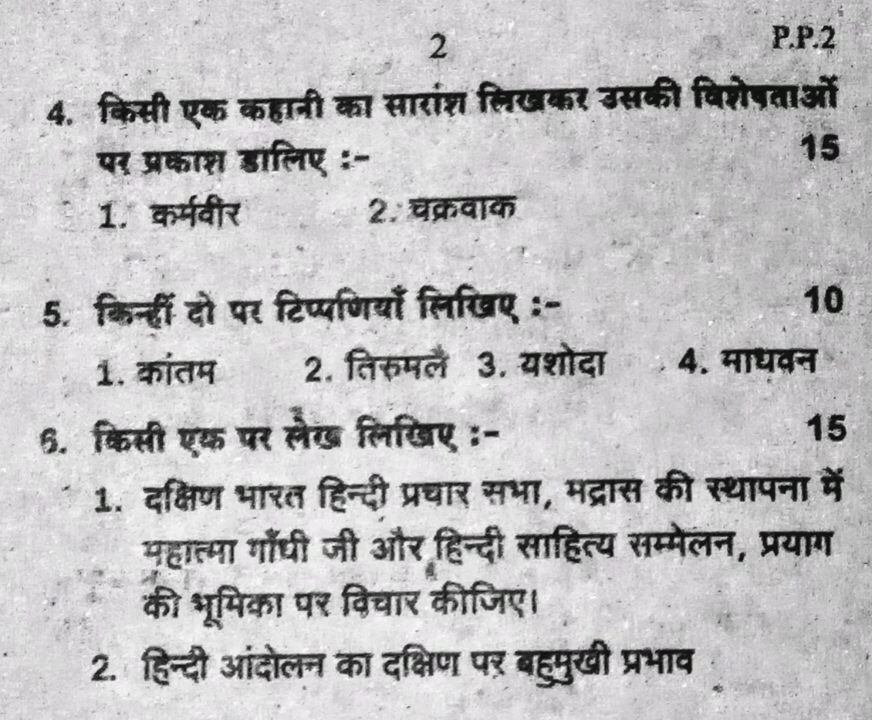 2 P.P.2
4. किसी एक कहानी का सारांश लिखकर उसकी विशेषताओं
पर प्रकाश डालिए :- 15
1. कर्मवीर 2. चक्रवाक
5. किन्हीं दो पर टिप्पणियाँ लिखिए :- 10
1. कांतम 2. तिरुमलै 3. यशोदा 4. माधवन
6. किसी एक पर लेख लिखिए :- 15
1. दक्षिण भारत हिन्दी प्रचार सभा, मद्रास की स्थापना में
महात्मा गाँधी जी और हिन्दी साहित्य सम्मेलन, प्रयाग
की भूमिका पर विचार कीजिए।
2. हिन्दी आंदोलन का दक्षिण पर बहुमुखी प्रभाव